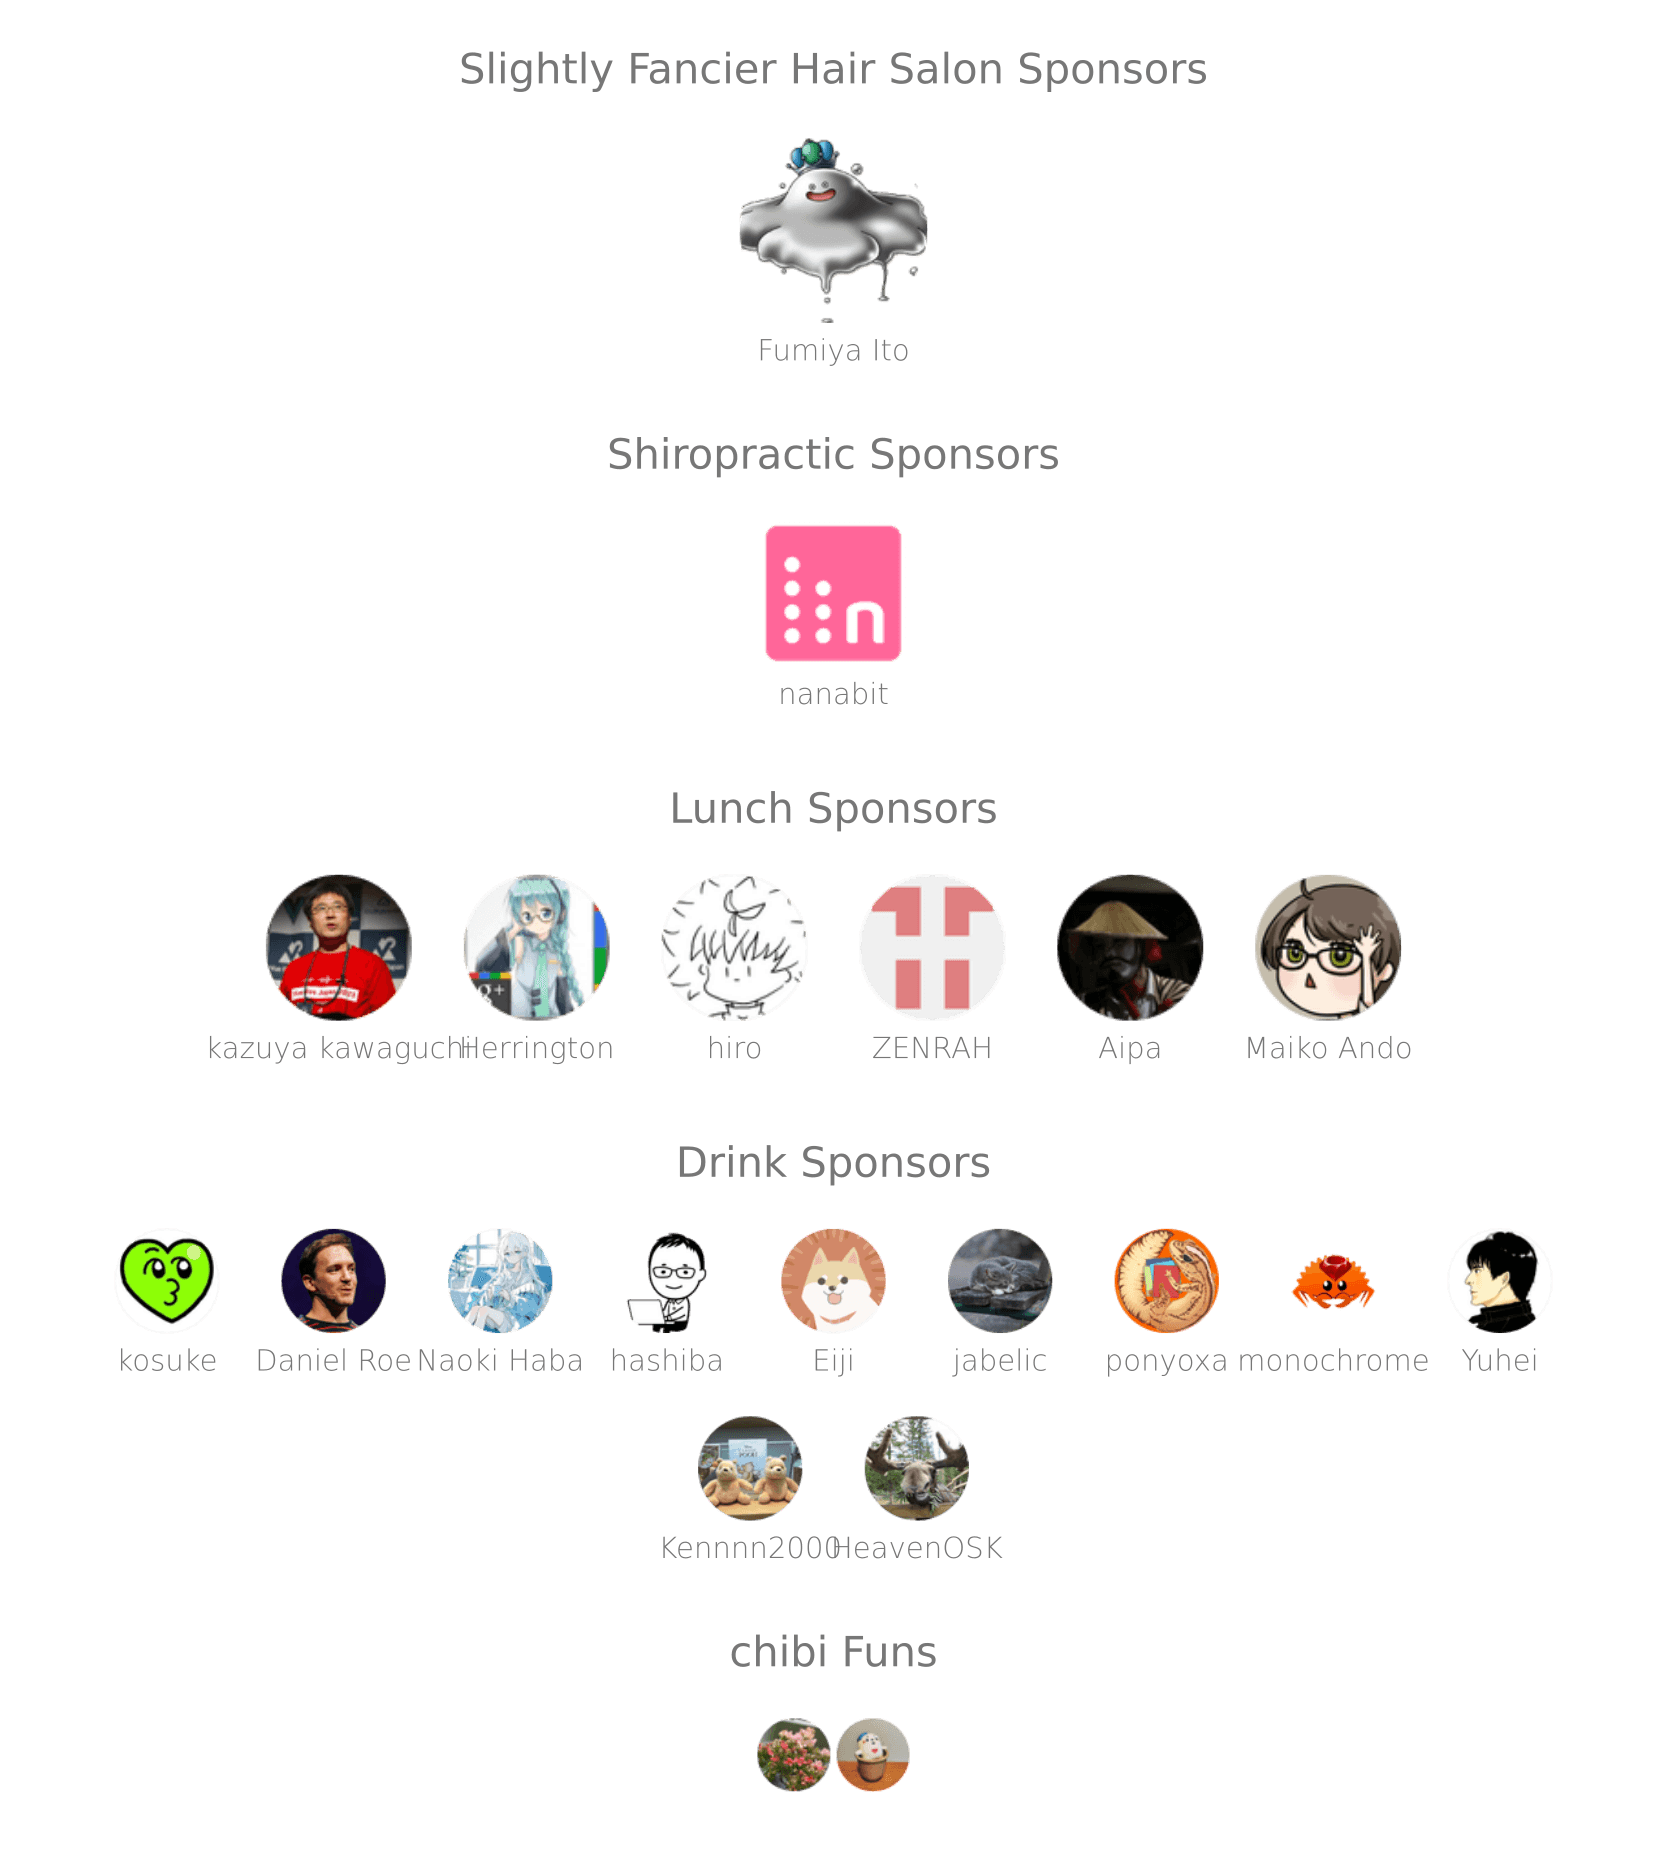 Slightly Fancier Hair Salon Sponsors
Fumiya Ito
Shiropractic Sponsors
n
nanabit
Lunch Sponsors
g+
kazuya kawaguchi Herrington hiro ZENRAH Aipa Maiko Ando
Drink Sponsors
kosuke Daniel Roe Naoki Haba hashiba Eiji jabelic ponyoxa monochrome Yuhei
Kennnn2000 HeavenOSK
chibi Funs